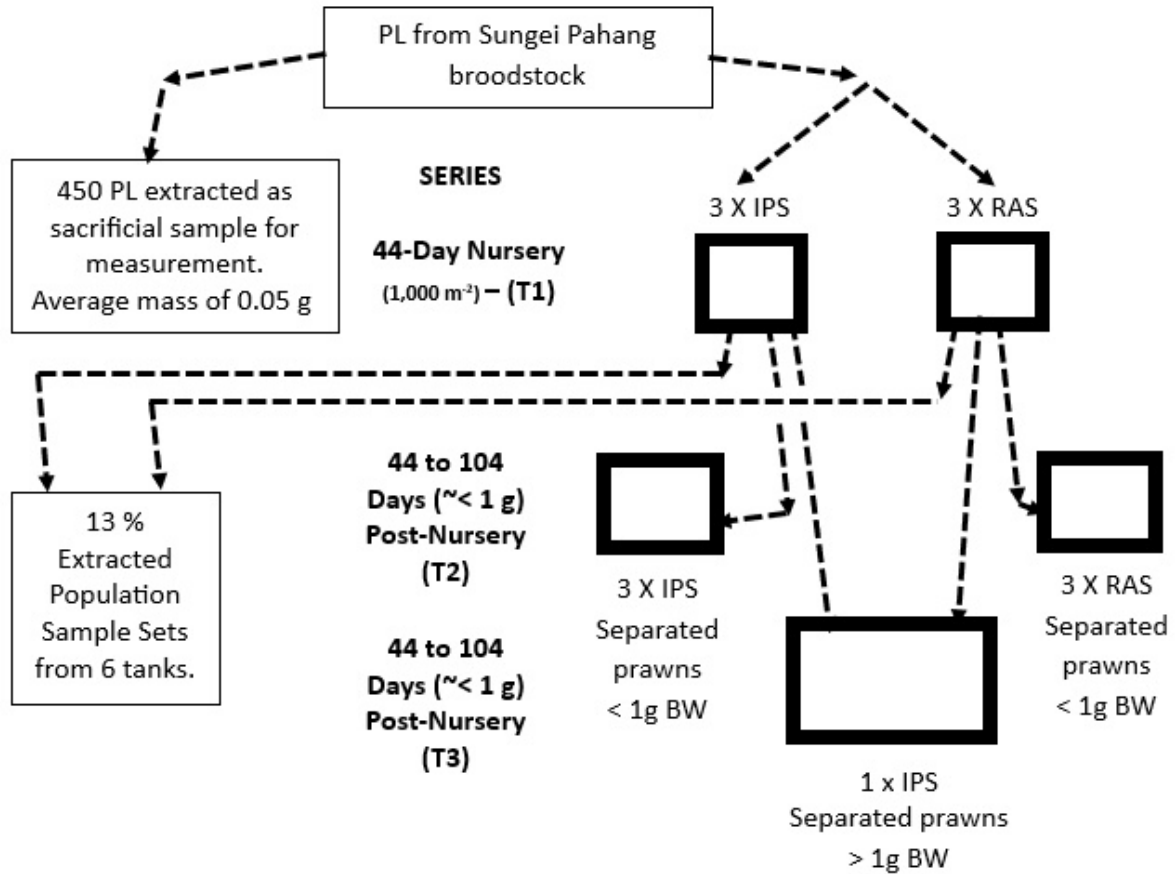 PL from Sungei Pahang
broodstock
450 PL extracted as
sacrificial sample for
measurement.
Average mass of 0.05 g
SERIES
44-Day Nursery
(1,000 m⁻²) – (T1)
3 X IPS
3 X RAS
13 %
Extracted
Population
Sample Sets
from 6 tanks.
44 to 104
Days (~< 1 g)
Post-Nursery
(T2)
3 X IPS
Separated
prawns
< 1g BW
3 X RAS
Separated
prawns
< 1g BW
44 to 104
Days (~< 1 g)
Post-Nursery
(T3)
1 x IPS
Separated prawns
> 1g BW